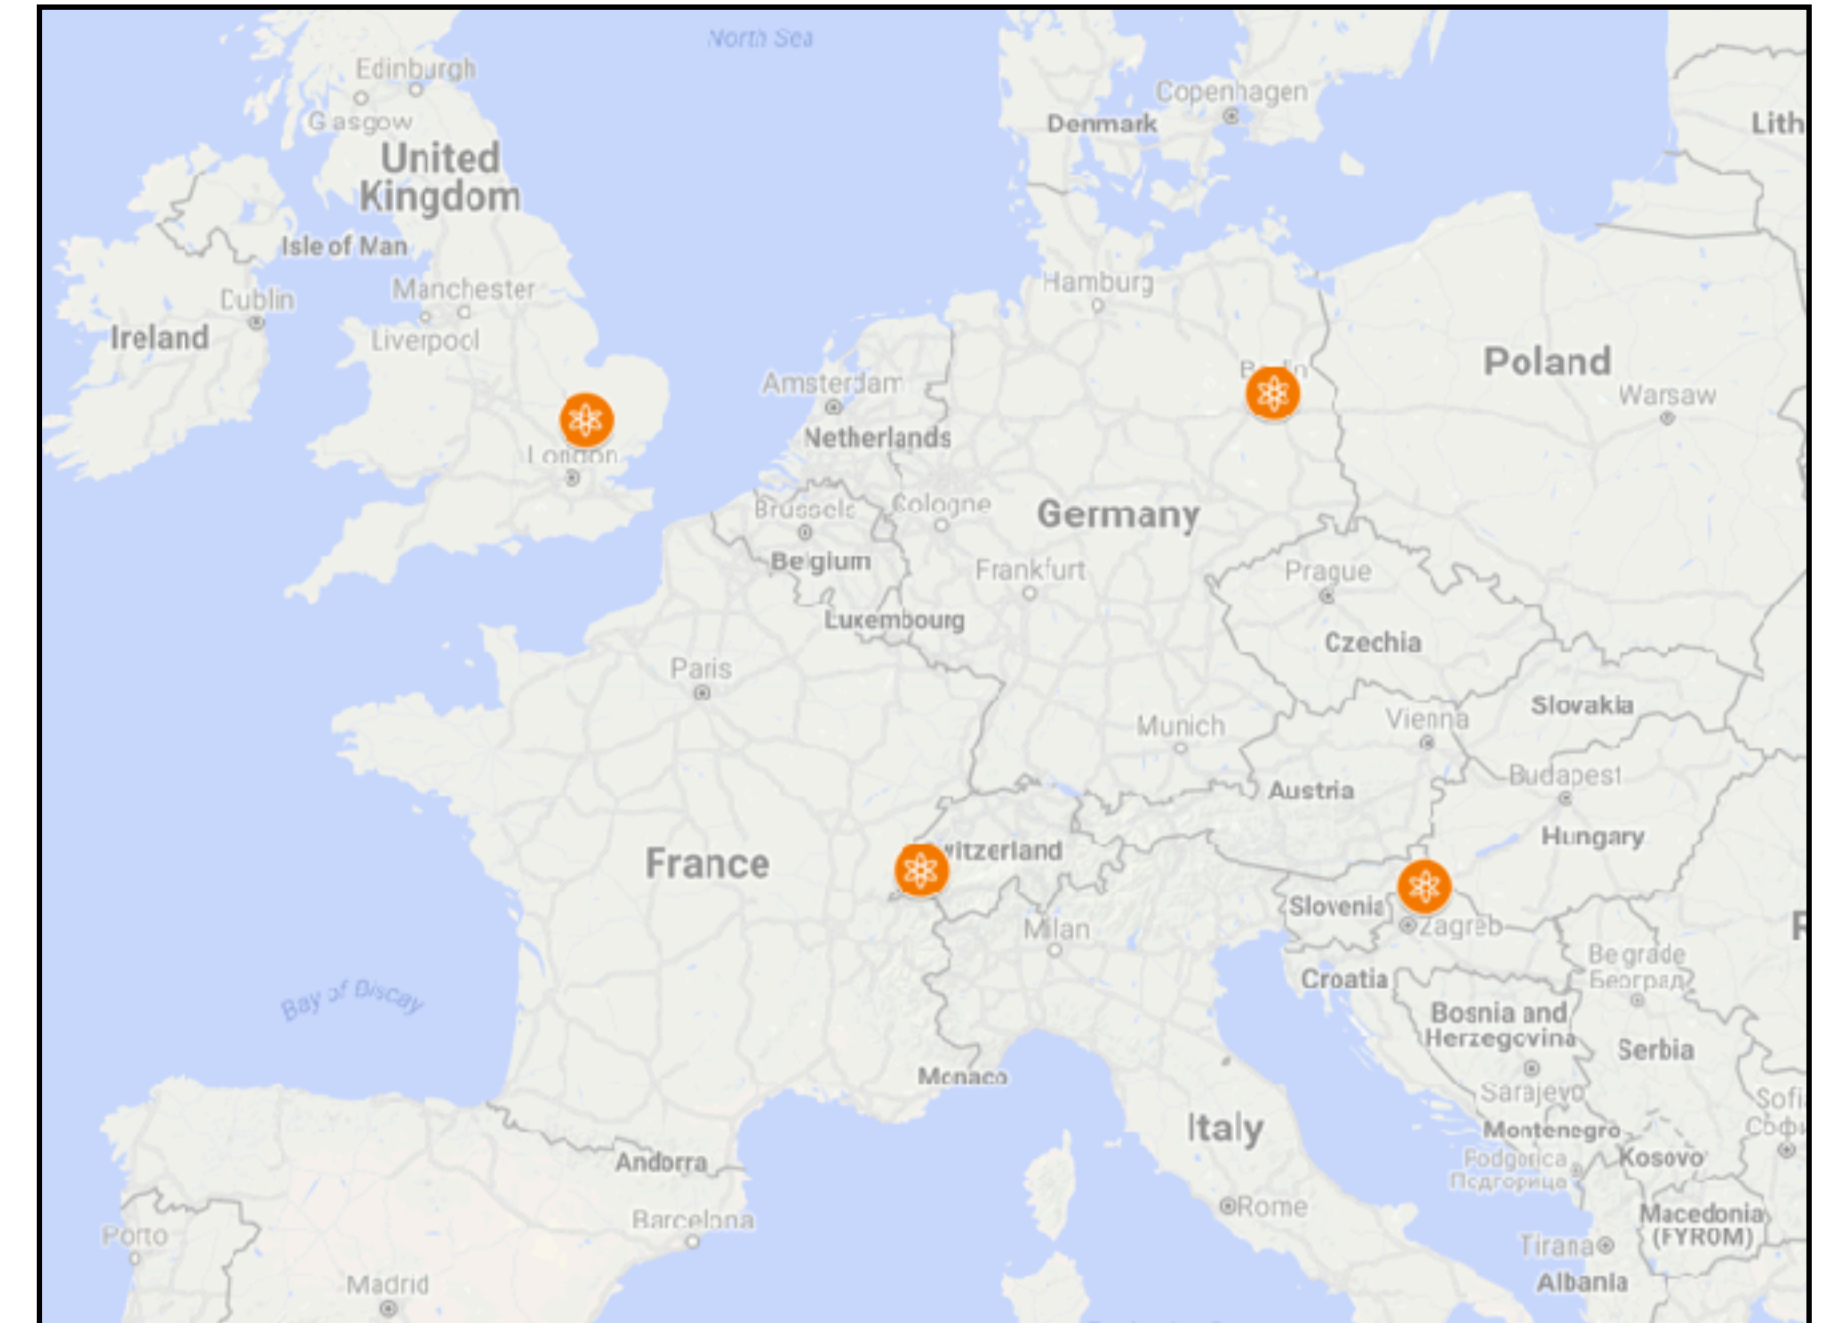 North Sea
Edinburgh
Glasgow
Copenhagen
Denmark
Lith
United
Kingdom
Isle of Man
Hamburg
Manchester
Dublin
Ireland
Liverpool
Poland
Amsterdam
Warsaw
Netherlands
London
Brussels
Cologne
Germany
Belgium
Frankfurt
Prague
Luxembourg
Czechia
Paris
Slovakia
Munich
Vienna
Budapest
Austria
Hungary
France
witzerland
Slovenia
Zagreb
Milan
Belgrade
Београд
Croatia
Bay of Biscay
Bosnia and
Herzegovina
Serbia
Monaco
Sarajevo
Sofi
Софи
Italy
Montenegro
Andorra
Kosovo
Podgorica
Подгорица
Rome
Barcelona
Macedonia
(FYROM)
Porto
Tirana
Madrid
Albania